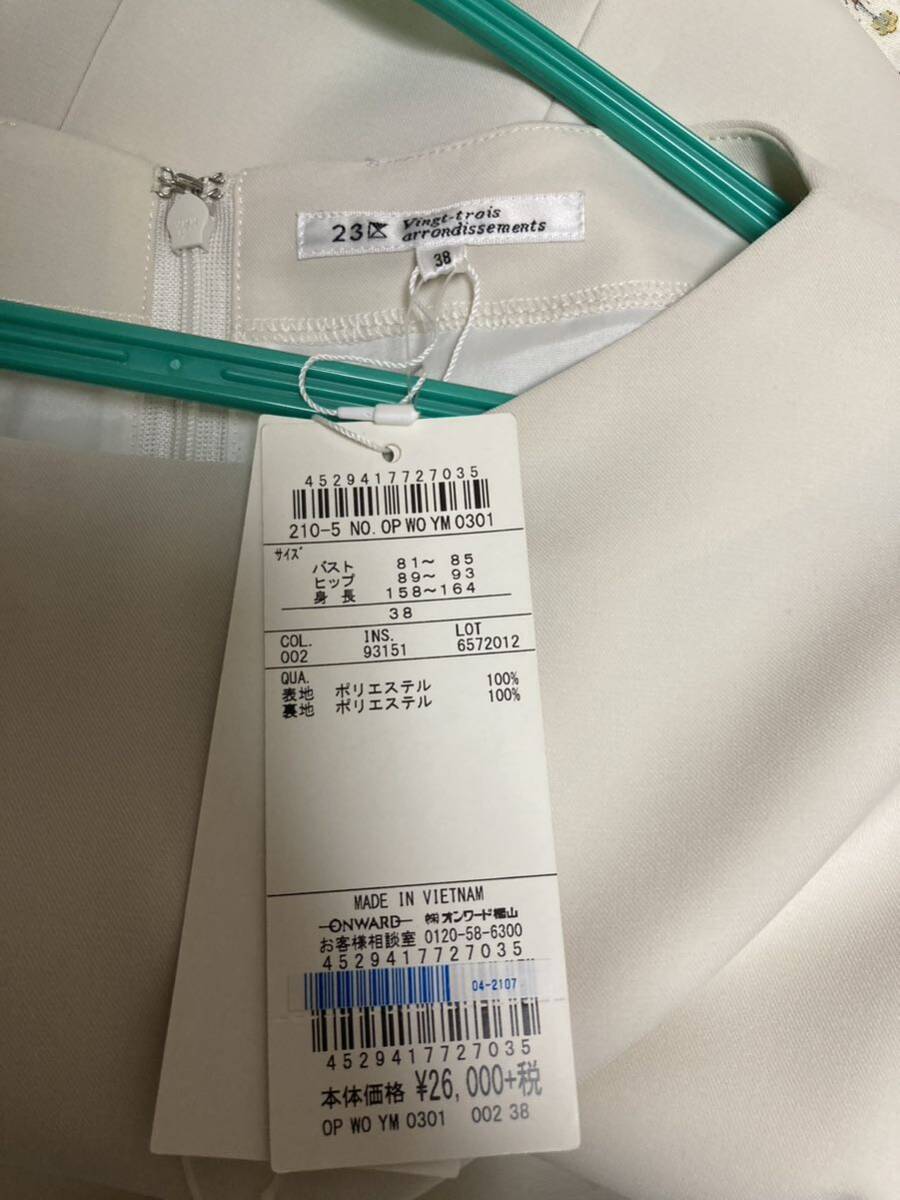 23区 Vingt-trois
arrondissements
38
4529417727035
210-5 NO. OP WO YM 0301
サイズ
バスト 81〜 85
ヒップ 89〜 93
身 長 158〜164
38
COL. INS. LOT
002 93151 6572012
QUA.
表地 ポリエステル 100%
裏地 ポリエステル 100%
MADE IN VIETNAM
ONWARD ㈱オンワード樫山
お客様相談室 0120-58-6300
4529417727035
04-2107
4529417727035
本体価格 ¥26,000+税
OP WO YM 0301 002 38